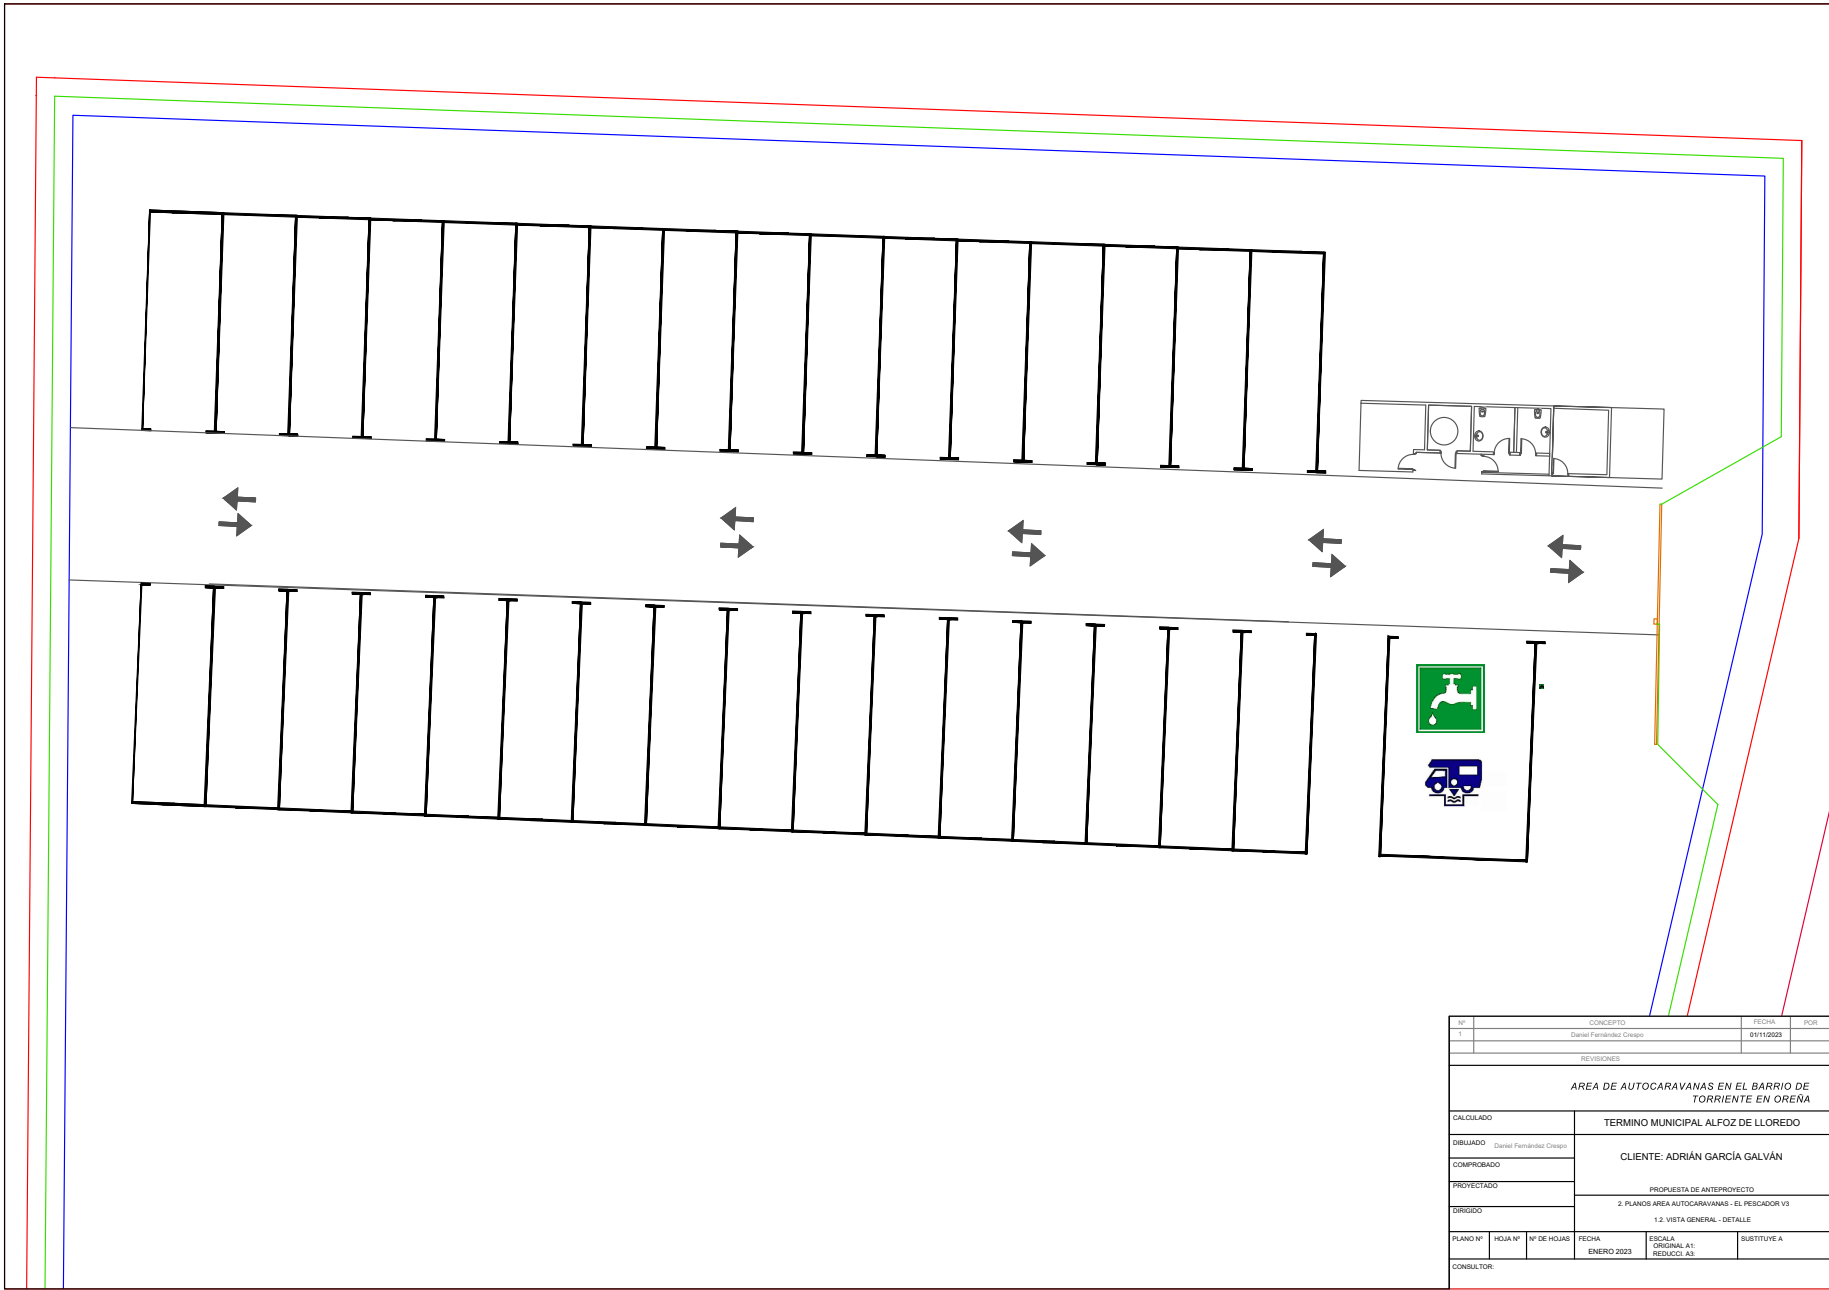 Nº CONCEPTO FECHA POR
1 Daniel Fernández Crespo 01/11/2023
REVISIONES
AREA DE AUTOCARAVANAS EN EL BARRIO DE
TORRIENTE EN OREÑA
CALCULADO
TERMINO MUNICIPAL ALFOZ DE LLOREDO
DIBUJADO Daniel Fernández Crespo
CLIENTE: ADRIÁN GARCÍA GALVÁN
COMPROBADO
PROYECTADO
PROPUESTA DE ANTEPROYECTO
2. PLANOS AREA AUTOCARAVANAS - EL PESCADOR V3
DIRIGIDO
1.2. VISTA GENERAL - DETALLE
PLANO Nº HOJA Nº Nº DE HOJAS FECHA ESCALA SUSTITUYE A
ORIGINAL A1:
ENERO 2023
REDUCCI. A3:
CONSULTOR: